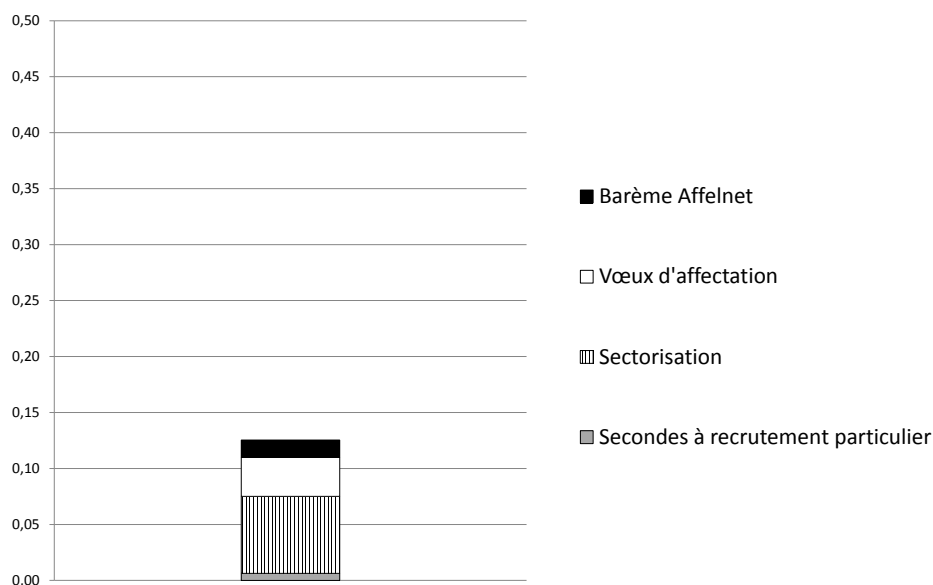 0,50
0,45
0,40
0,35
0,30
0,25
0,20
0,15
0,10
0,05
0,00
Barème Affelnet
Vœux d'affectation
Sectorisation
Secondes à recrutement particulier